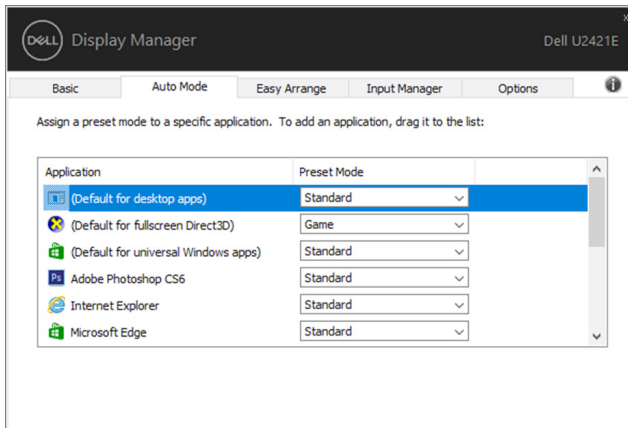 DELL Display Manager Dell U2421E
Basic Auto Mode Easy Arrange Input Manager Options
Assign a preset mode to a specific application. To add an application, drag it to the list:
Application Preset Mode
(Default for desktop apps) Standard
(Default for fullscreen Direct3D) Game
(Default for universal Windows apps) Standard
Ps Adobe Photoshop CS6 Standard
Internet Explorer Standard
Microsoft Edge Standard